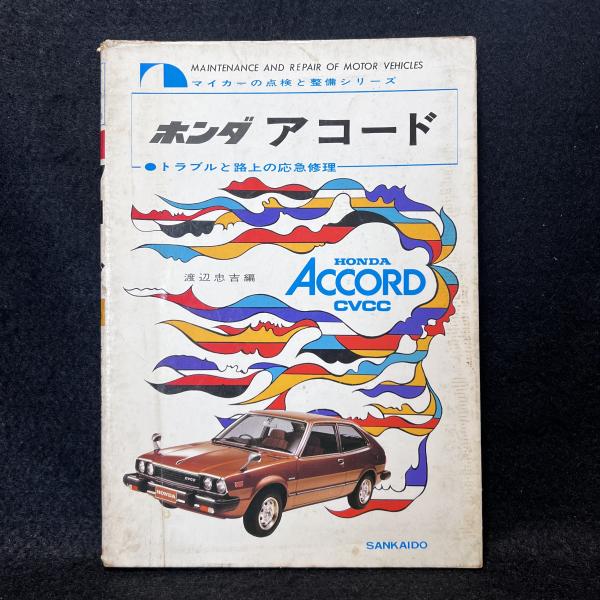 MAINTENANCE AND REPAIR OF MOTOR VEHICLES
マイカーの点検と整備シリーズ
ホンダ アコード
●トラブルと路上の応急修理
HONDA
ACCORD
CVCC
渡辺忠吉編
CVCC
HONDA
SANKAIDO